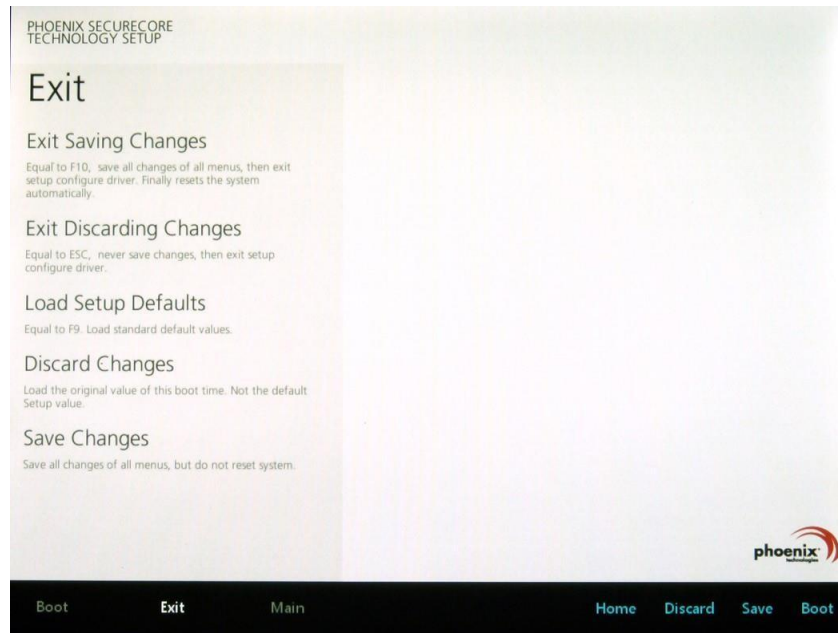 PHOENIX SECURECORE
TECHNOLOGY SETUP
Exit
Exit Saving Changes
Equal to F10, save all changes of all menus, then exit
setup configure driver. Finally resets the system
automatically.
Exit Discarding Changes
Equal to ESC, never save changes, then exit setup
configure driver.
Load Setup Defaults
Equal to F9. Load standard default values.
Discard Changes
Load the original value of this boot time. Not the default
Setup value.
Save Changes
Save all changes of all menus, but do not reset system.
phoenix
technologies
Boot Exit Main Home Discard Save Boot